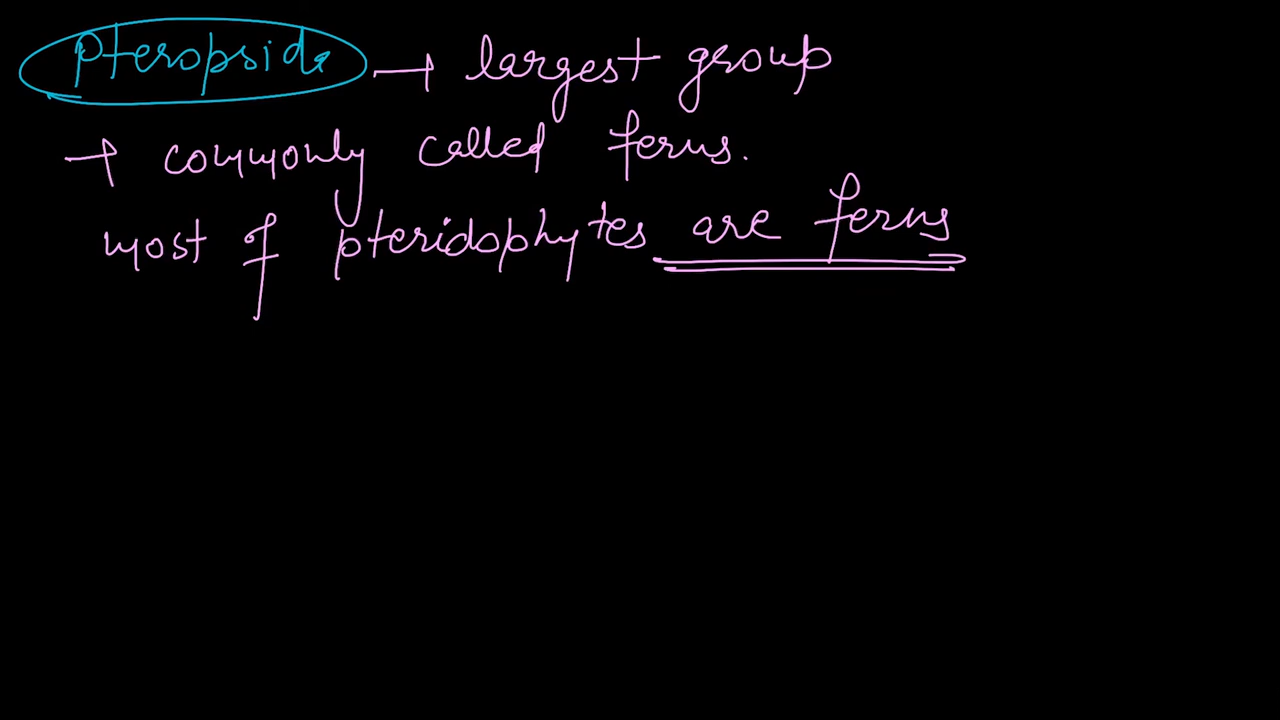 Pteropsida → largest group
→ commonly called ferns.
most of pteridophytes are ferns